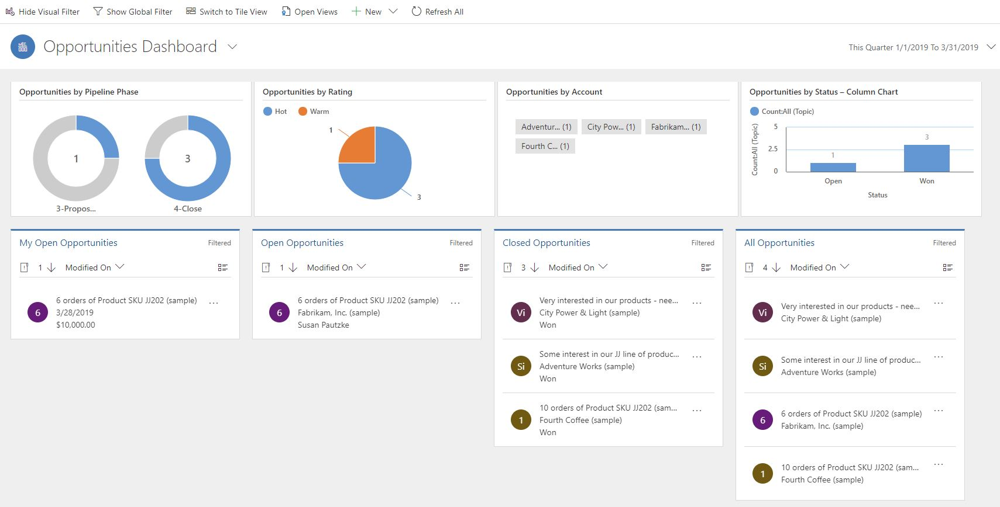 Hide Visual Filter Show Global Filter Switch to Tile View Open Views New Refresh All
Opportunities Dashboard
This Quarter 1/1/2019 To 3/31/2019
Opportunities by Pipeline Phase
1
3
3-Propos...
4-Close
Opportunities by Rating
Hot Warm
1
3
Opportunities by Account
Adventur... (1) City Pow... (1) Fabrikam... (1)
Fourth C... (1)
Opportunities by Status – Column Chart
Count:All (Topic)
Count:All (Topic)
5
2.5
0
1
3
Open Won
Status
My Open Opportunities Filtered
1 Modified On
6
6 orders of Product SKU JJ202 (sample) ...
3/28/2019
$10,000.00
Open Opportunities Filtered
1 Modified On
6
6 orders of Product SKU JJ202 (sample) ...
Fabrikam, Inc. (sample)
Susan Pautzke
Closed Opportunities Filtered
3 Modified On
Vi
Very interested in our products - nee... ...
City Power & Light (sample)
Won
Si
Some interest in our JJ line of produc... ...
Adventure Works (sample)
Won
1
10 orders of Product SKU JJ202 (sam... ...
Fourth Coffee (sample)
Won
All Opportunities Filtered
4 Modified On
Vi
Very interested in our products - nee... ...
City Power & Light (sample)
Si
Some interest in our JJ line of produc... ...
Adventure Works (sample)
6
6 orders of Product SKU JJ202 (sample) ...
Fabrikam, Inc. (sample)
1
10 orders of Product SKU JJ202 (sam... ...
Fourth Coffee (sample)